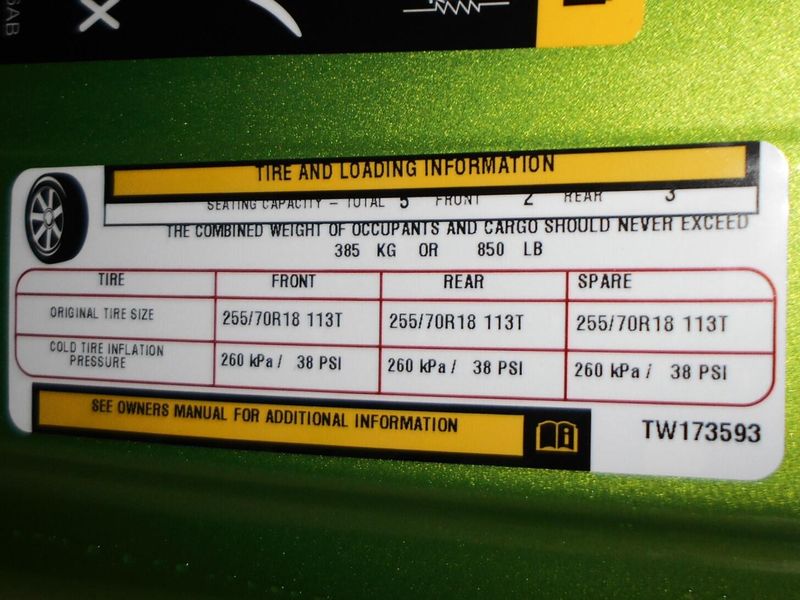 6AB
TIRE AND LOADING INFORMATION
SEATING CAPACITY - TOTAL 5 FRONT 2 REAR 3
THE COMBINED WEIGHT OF OCCUPANTS AND CARGO SHOULD NEVER EXCEED
385 KG OR 850 LB
TIRE FRONT REAR SPARE
ORIGINAL TIRE SIZE 255/70R18 113T 255/70R18 113T 255/70R18 113T
COLD TIRE INFLATION
PRESSURE 260 kPa / 38 PSI 260 kPa / 38 PSI 260 kPa / 38 PSI
SEE OWNERS MANUAL FOR ADDITIONAL INFORMATION
TW173593